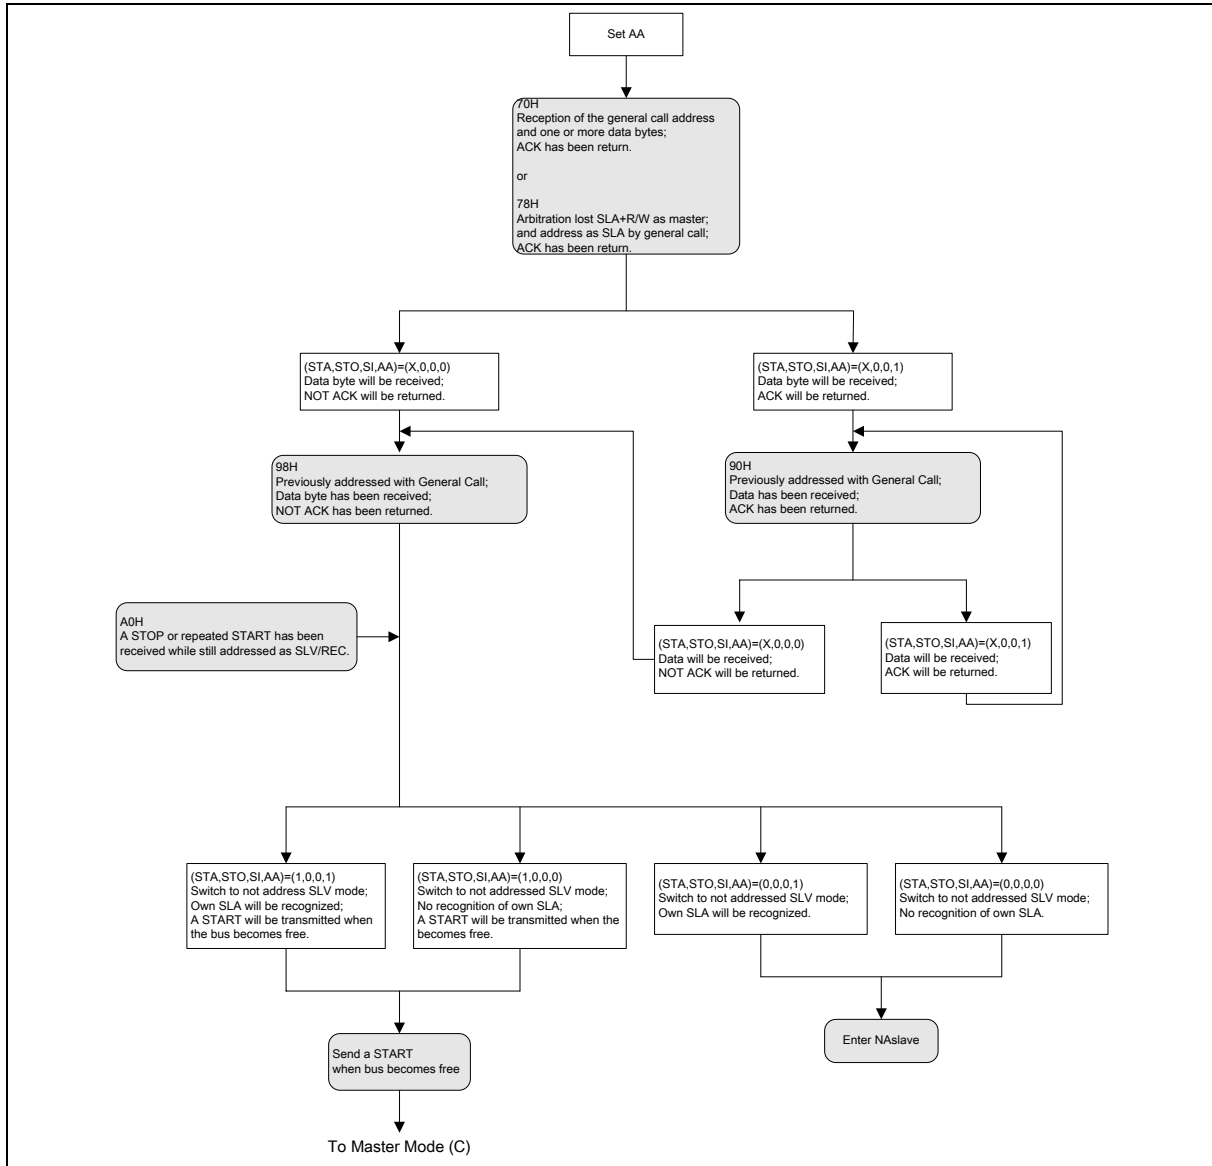 Set AA
70H
Reception of the general call address
and one or more data bytes;
ACK has been return.
or
78H
Arbitration lost SLA+R/W as master;
and address as SLA by general call;
ACK has been return.
(STA,STO,SI,AA)=(X,0,0,0)
Data byte will be received;
NOT ACK will be returned.
(STA,STO,SI,AA)=(X,0,0,1)
Data byte will be received;
ACK will be returned.
98H
Previously addressed with General Call;
Data byte has been received;
NOT ACK has been returned.
90H
Previously addressed with General Call;
Data has been received;
ACK has been returned.
A0H
A STOP or repeated START has been
received while still addressed as SLV/REC.
(STA,STO,SI,AA)=(X,0,0,0)
Data will be received;
NOT ACK will be returned.
(STA,STO,SI,AA)=(X,0,0,1)
Data will be received;
ACK will be returned.
(STA,STO,SI,AA)=(1,0,0,1)
Switch to not address SLV mode;
Own SLA will be recognized;
A START will be transmitted when
the bus becomes free.
(STA,STO,SI,AA)=(1,0,0,0)
Switch to not addressed SLV mode;
No recognition of own SLA;
A START will be transmitted when the
becomes free.
(STA,STO,SI,AA)=(0,0,0,1)
Switch to not addressed SLV mode;
Own SLA will be recognized.
(STA,STO,SI,AA)=(0,0,0,0)
Switch to not addressed SLV mode;
No recognition of own SLA.
Send a START
when bus becomes free
Enter NAslave
To Master Mode (C)